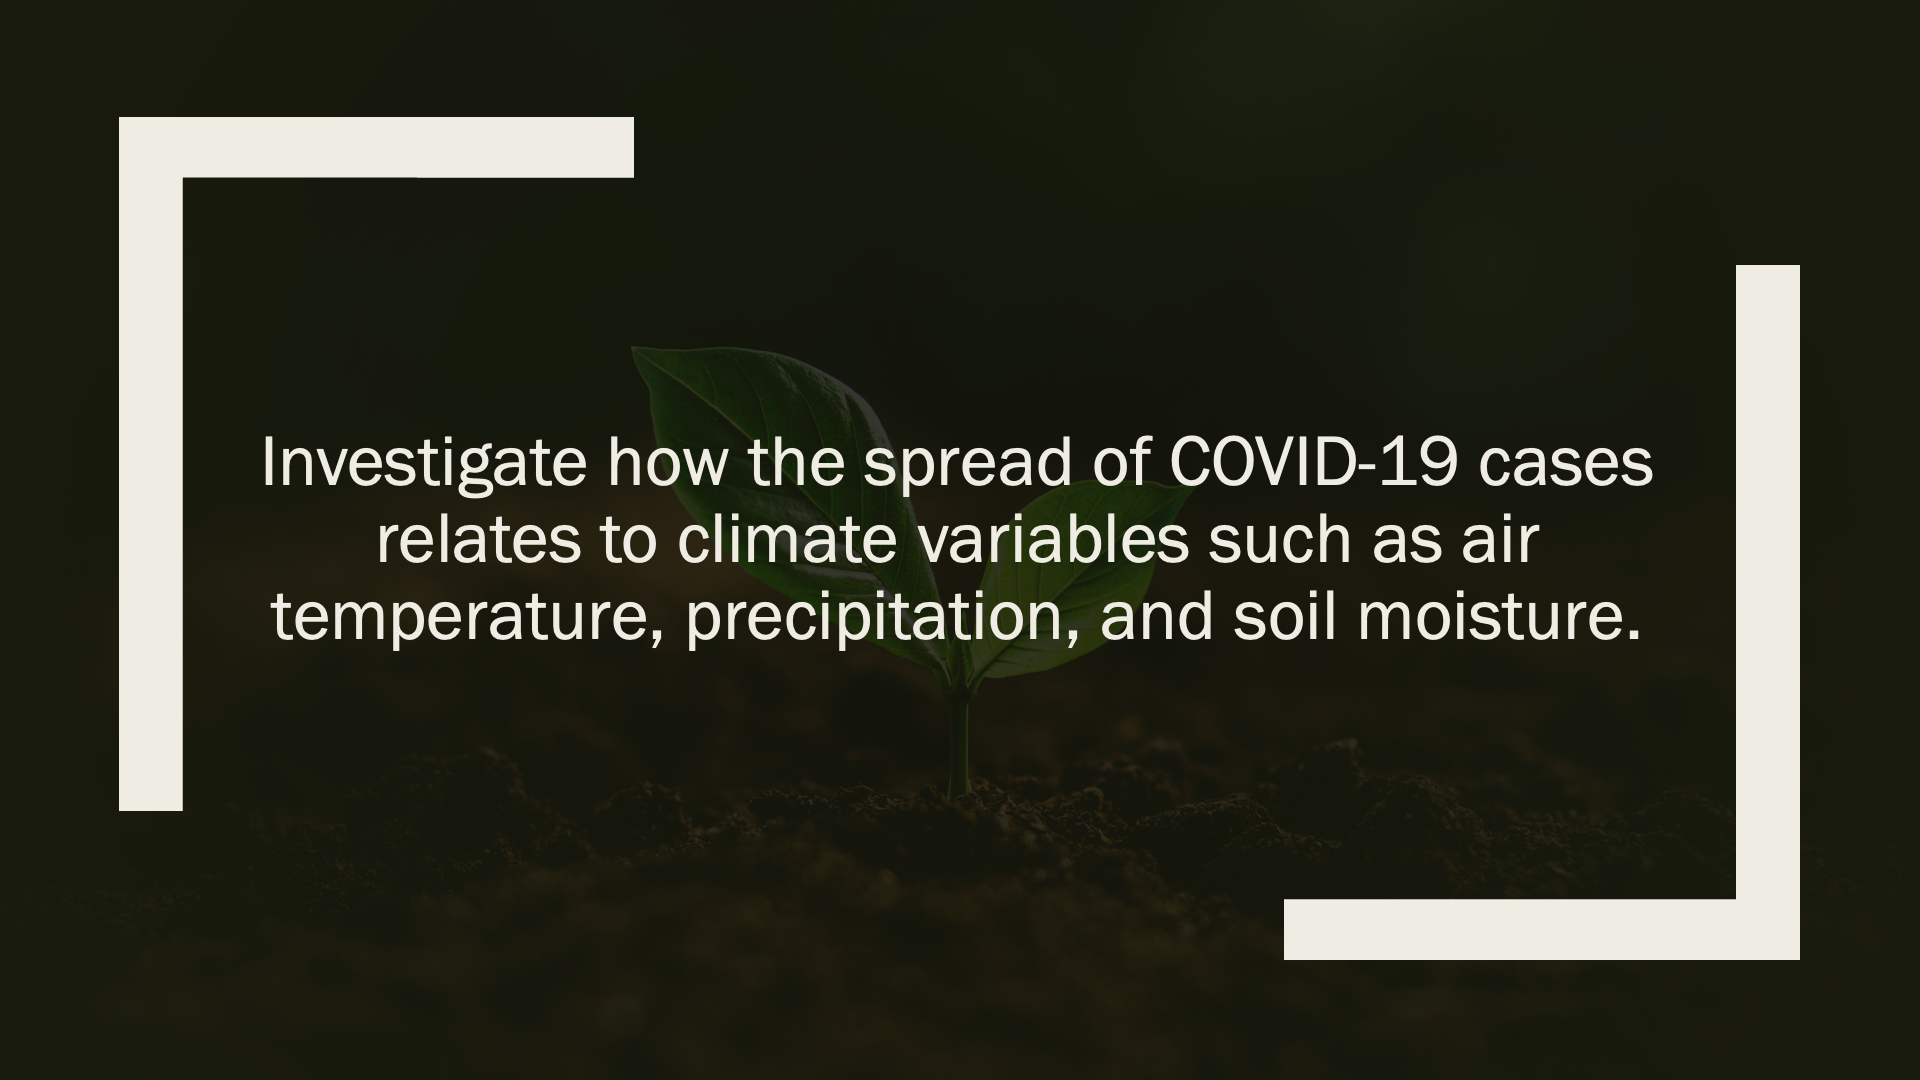 Investigate how the spread of COVID-19 cases
relates to climate variables such as air
temperature, precipitation, and soil moisture.